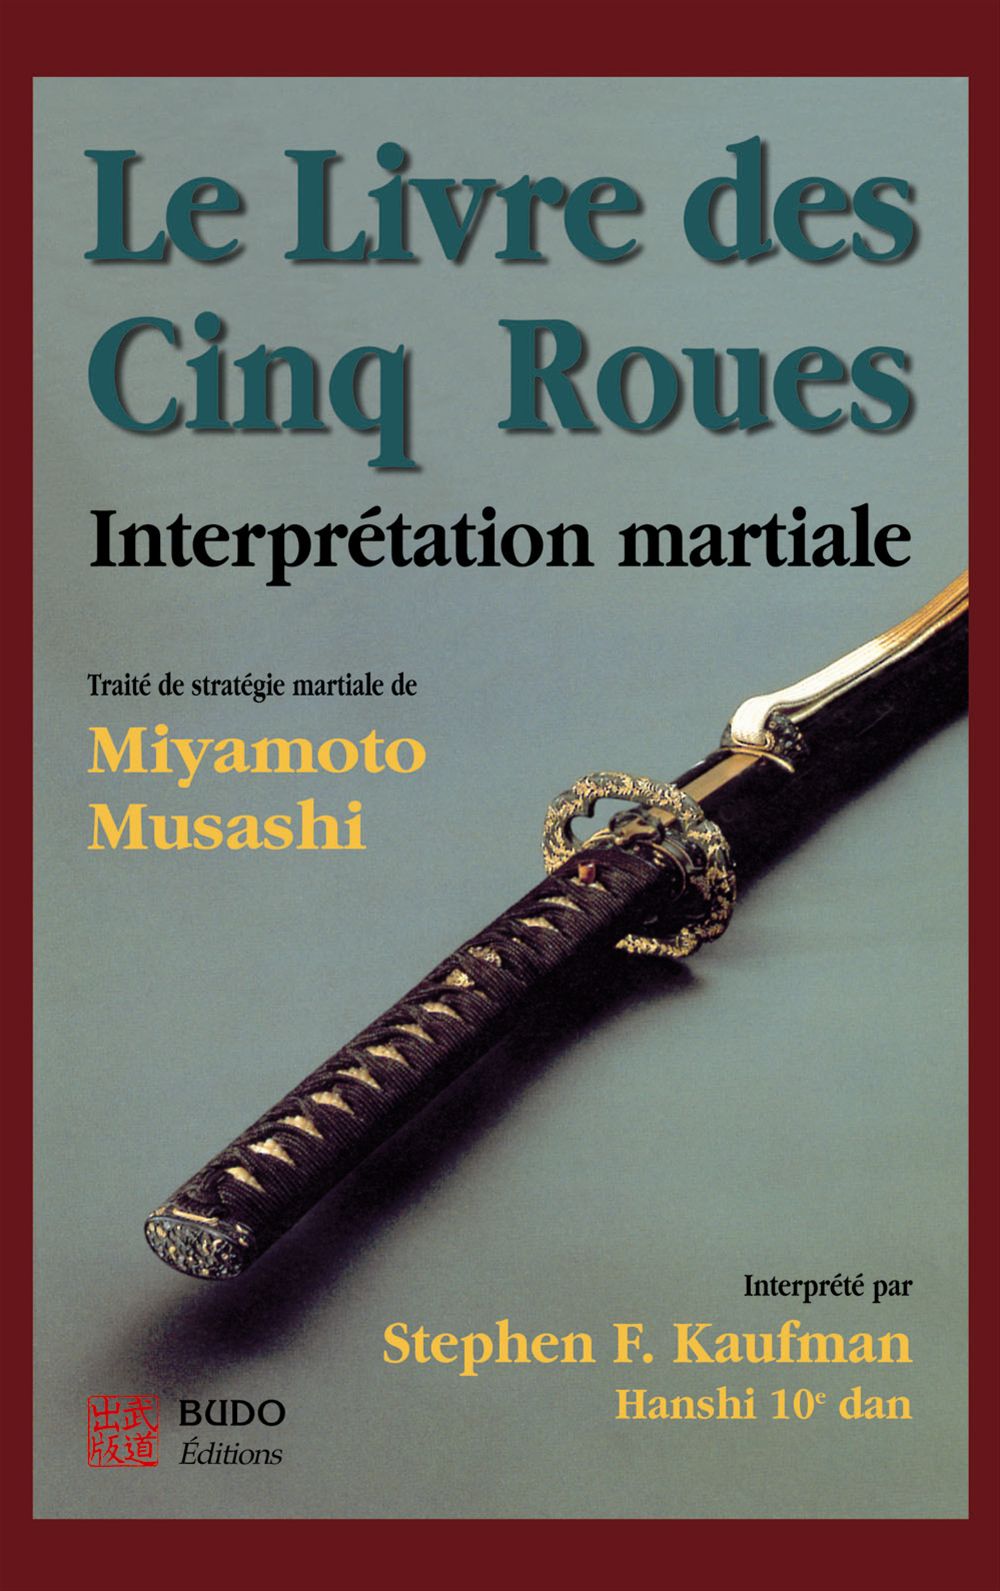 Le Livre des
Cinq Roues
Interprétation martiale
Traité de stratégie martiale de
Miyamoto
Musashi
Interprété par
Stephen F. Kaufman
Hanshi 10e dan
武道
出版
BUDO
Éditions